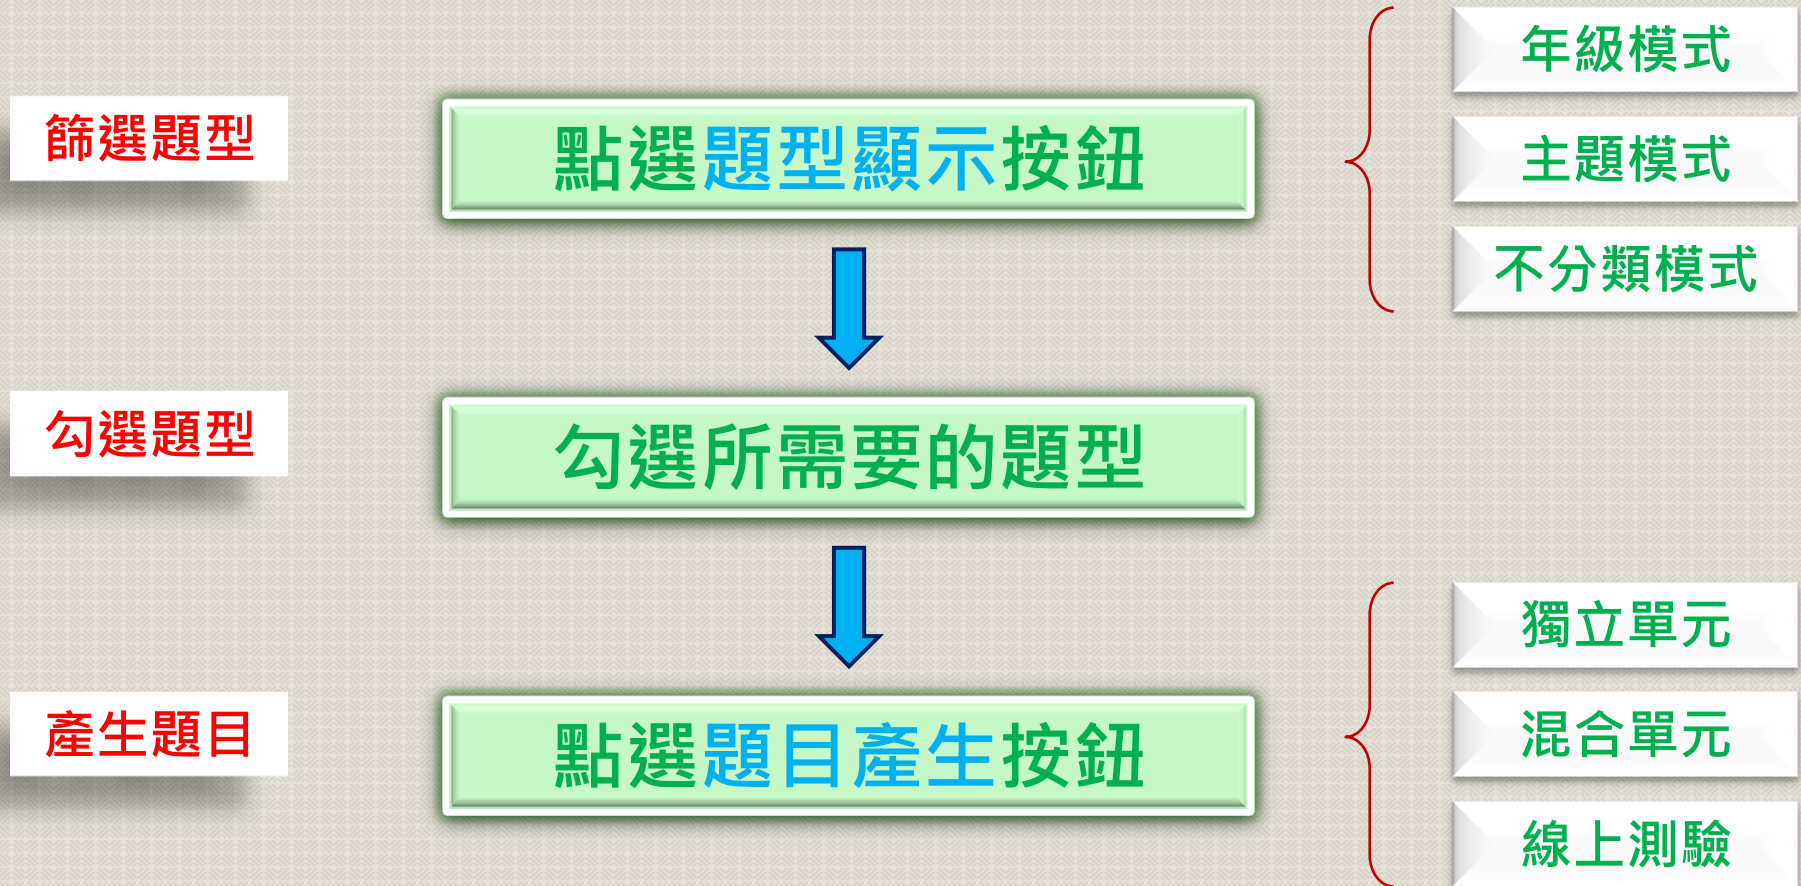 篩選題型
點選題型顯示按鈕
年級模式
主題模式
不分類模式
勾選題型
勾選所需要的題型
產生題目
點選題目產生按鈕
獨立單元
混合單元
線上測驗